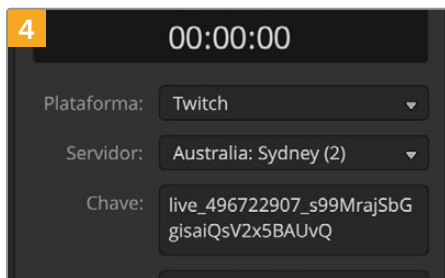 4
00:00:00
Plataforma: Twitch
Servidor: Australia: Sydney (2)
Chave: live_496722907_s99MrajSbG
gisaiQsV2x5BAUvQ